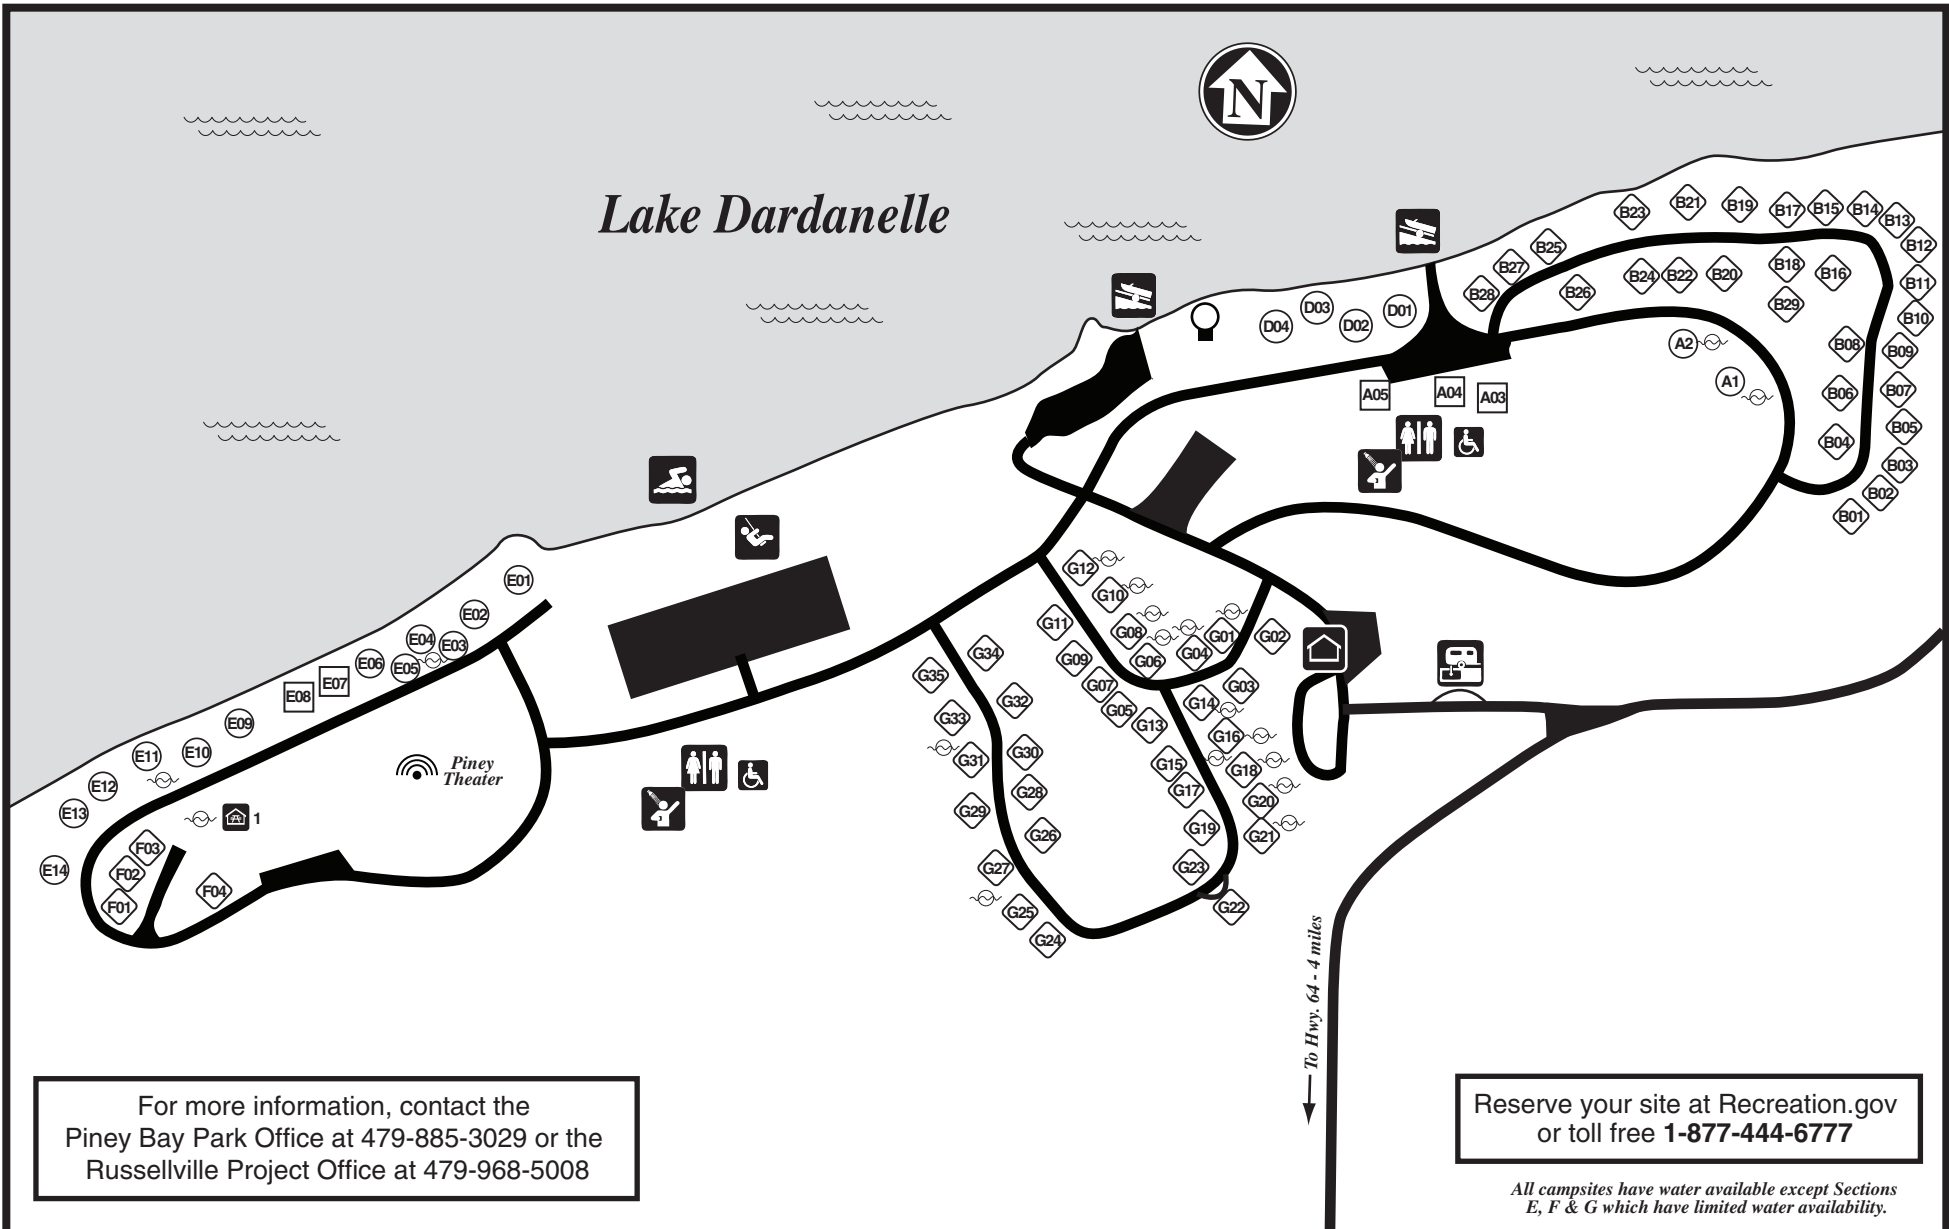 N
Lake Dardanelle
B23
B21
B19
B17
B15
B14
B13
B12
B11
B10
B09
B07
B05
B03
B02
B01
B25
B27
B28
B26
B24
B22
B20
B18
B16
B29
B08
B06
B04
D04
D03
D02
D01
A2
A1
A05
A04
A03
E01
E02
E04
E03
E06
E05
E07
E08
E09
E10
E11
E12
E13
E14
Piney
Theater
1
F03
F02
F01
F04
G12
G10
G11
G08
G01
G02
G09
G06
G04
G07
G05
G03
G14
G13
G16
G15
G18
G17
G20
G19
G21
G23
G22
G34
G35
G32
G33
G30
G31
G28
G29
G26
G27
G25
G24
To Hwy. 64 - 4 miles
For more information, contact the
Piney Bay Park Office at 479-885-3029 or the
Russellville Project Office at 479-968-5008
Reserve your site at Recreation.gov
or toll free 1-877-444-6777
All campsites have water available except Sections
E, F & G which have limited water availability.